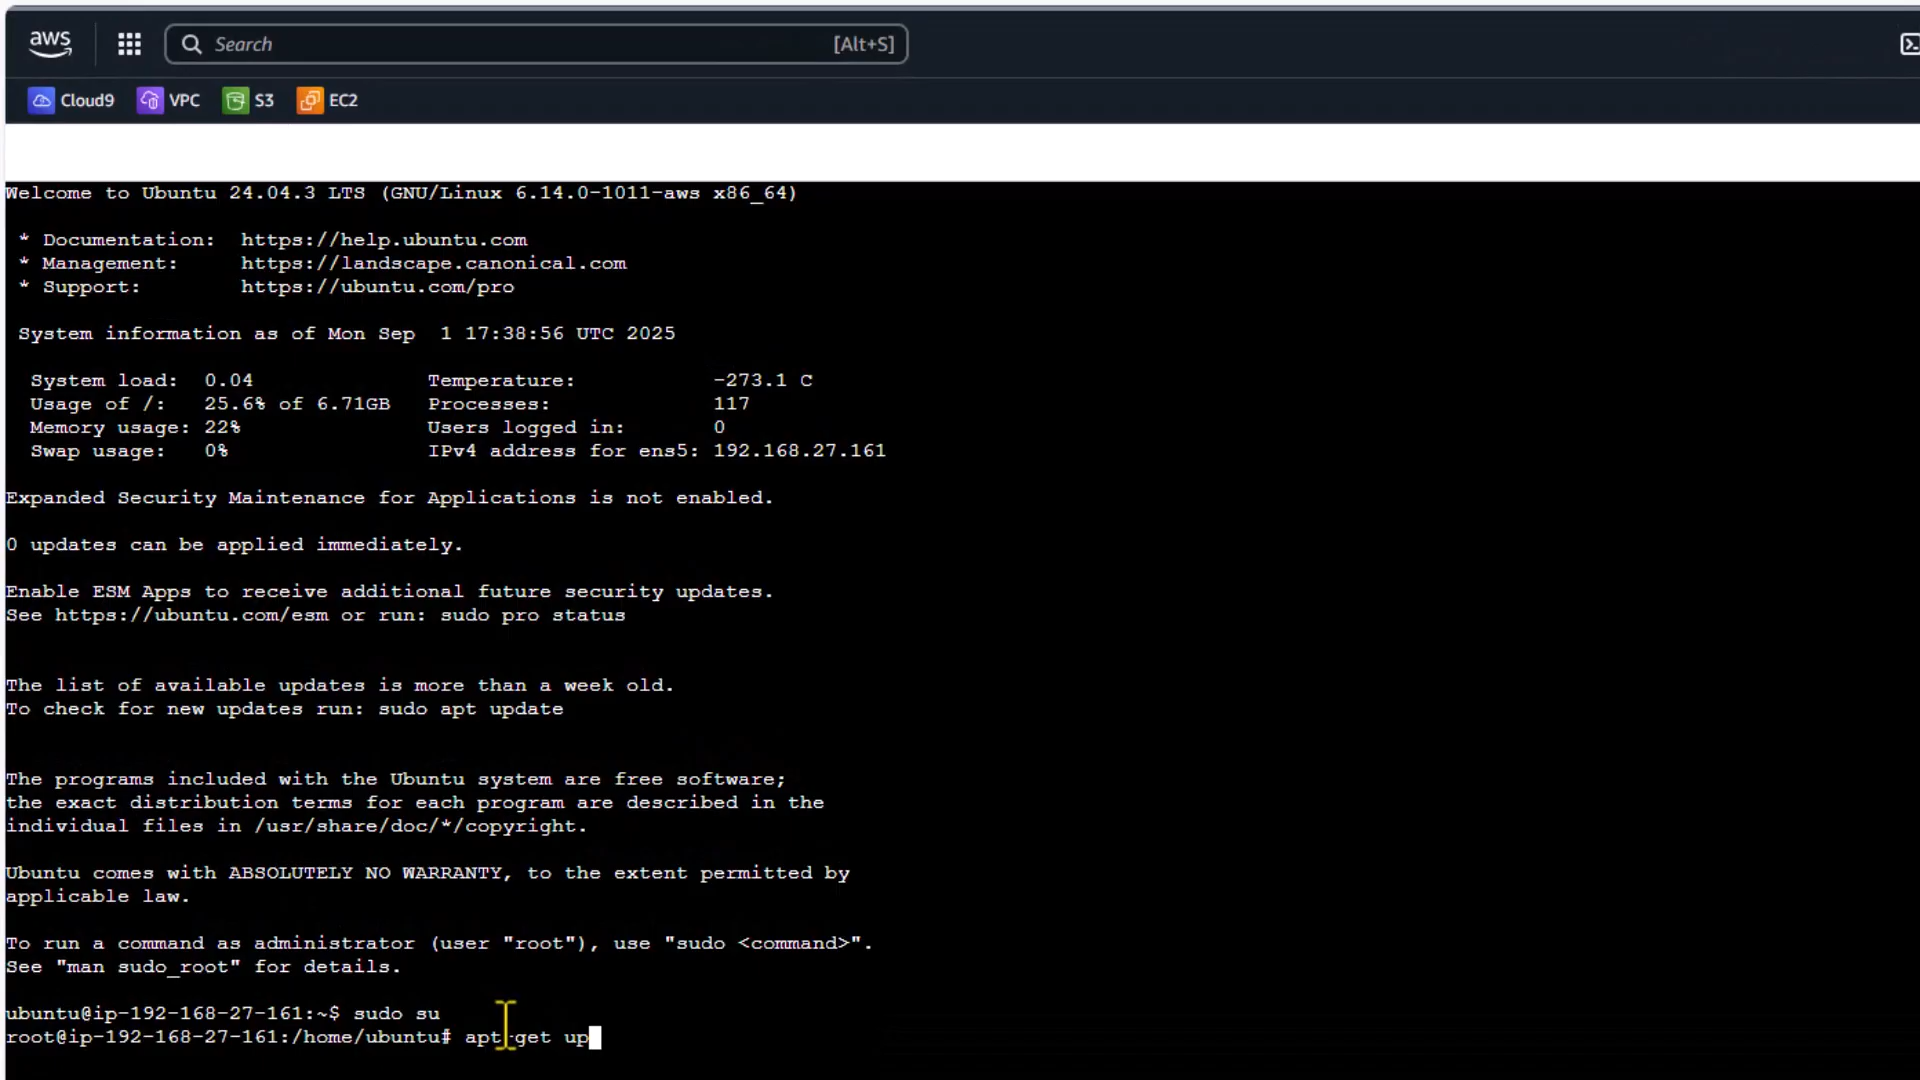 aws
Search [Alt+S]
Cloud9 VPC S3 EC2
Welcome to Ubuntu 24.04.3 LTS (GNU/Linux 6.14.0-1011-aws x86_64)
* Documentation: https://help.ubuntu.com
* Management: https://landscape.canonical.com
* Support: https://ubuntu.com/pro
System information as of Mon Sep 1 17:38:56 UTC 2025
System load: 0.04 Temperature: -273.1 C
Usage of /: 25.6% of 6.71GB Processes: 117
Memory usage: 22% Users logged in: 0
Swap usage: 0% IPv4 address for ens5: 192.168.27.161
Expanded Security Maintenance for Applications is not enabled.
0 updates can be applied immediately.
Enable ESM Apps to receive additional future security updates.
See https://ubuntu.com/esm or run: sudo pro status
The list of available updates is more than a week old.
To check for new updates run: sudo apt update
The programs included with the Ubuntu system are free software;
the exact distribution terms for each program are described in the
individual files in /usr/share/doc/*/copyright.
Ubuntu comes with ABSOLUTELY NO WARRANTY, to the extent permitted by
applicable law.
To run a command as administrator (user "root"), use "sudo <command>".
See "man sudo_root" for details.
ubuntu@ip-192-168-27-161:~$ sudo su
root@ip-192-168-27-161:/home/ubuntu# apt-get up